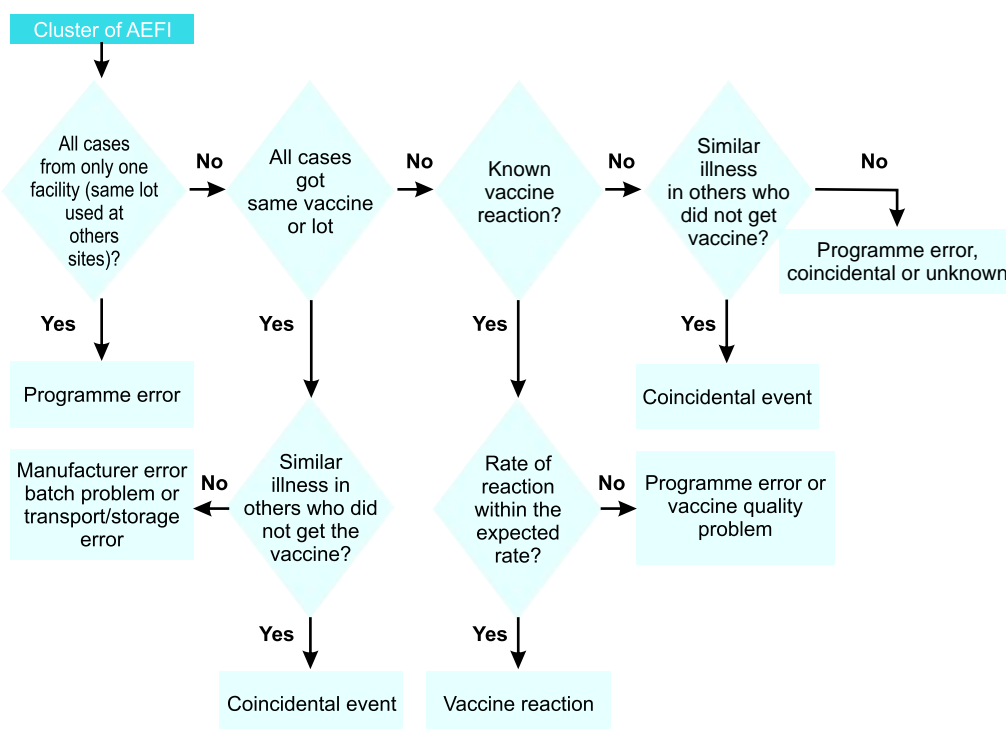 Cluster of AEFI
All cases
from only one
facility (same lot
used at
others
sites)?
No
All cases
got
same vaccine
or lot
No
Known
vaccine
reaction?
No
Similar
illness
in others who
did not get
vaccine?
No
Programme error,
coincidental or unknown
Yes
Yes
Yes
Yes
Programme error
Coincidental event
Manufacturer error
batch problem or
transport/storage
error
No
Similar
illness in
others who did
not get the
vaccine?
Rate of
reaction
within the
expected
rate?
No
Programme error or
vaccine quality
problem
Yes
Yes
Coincidental event
Vaccine reaction